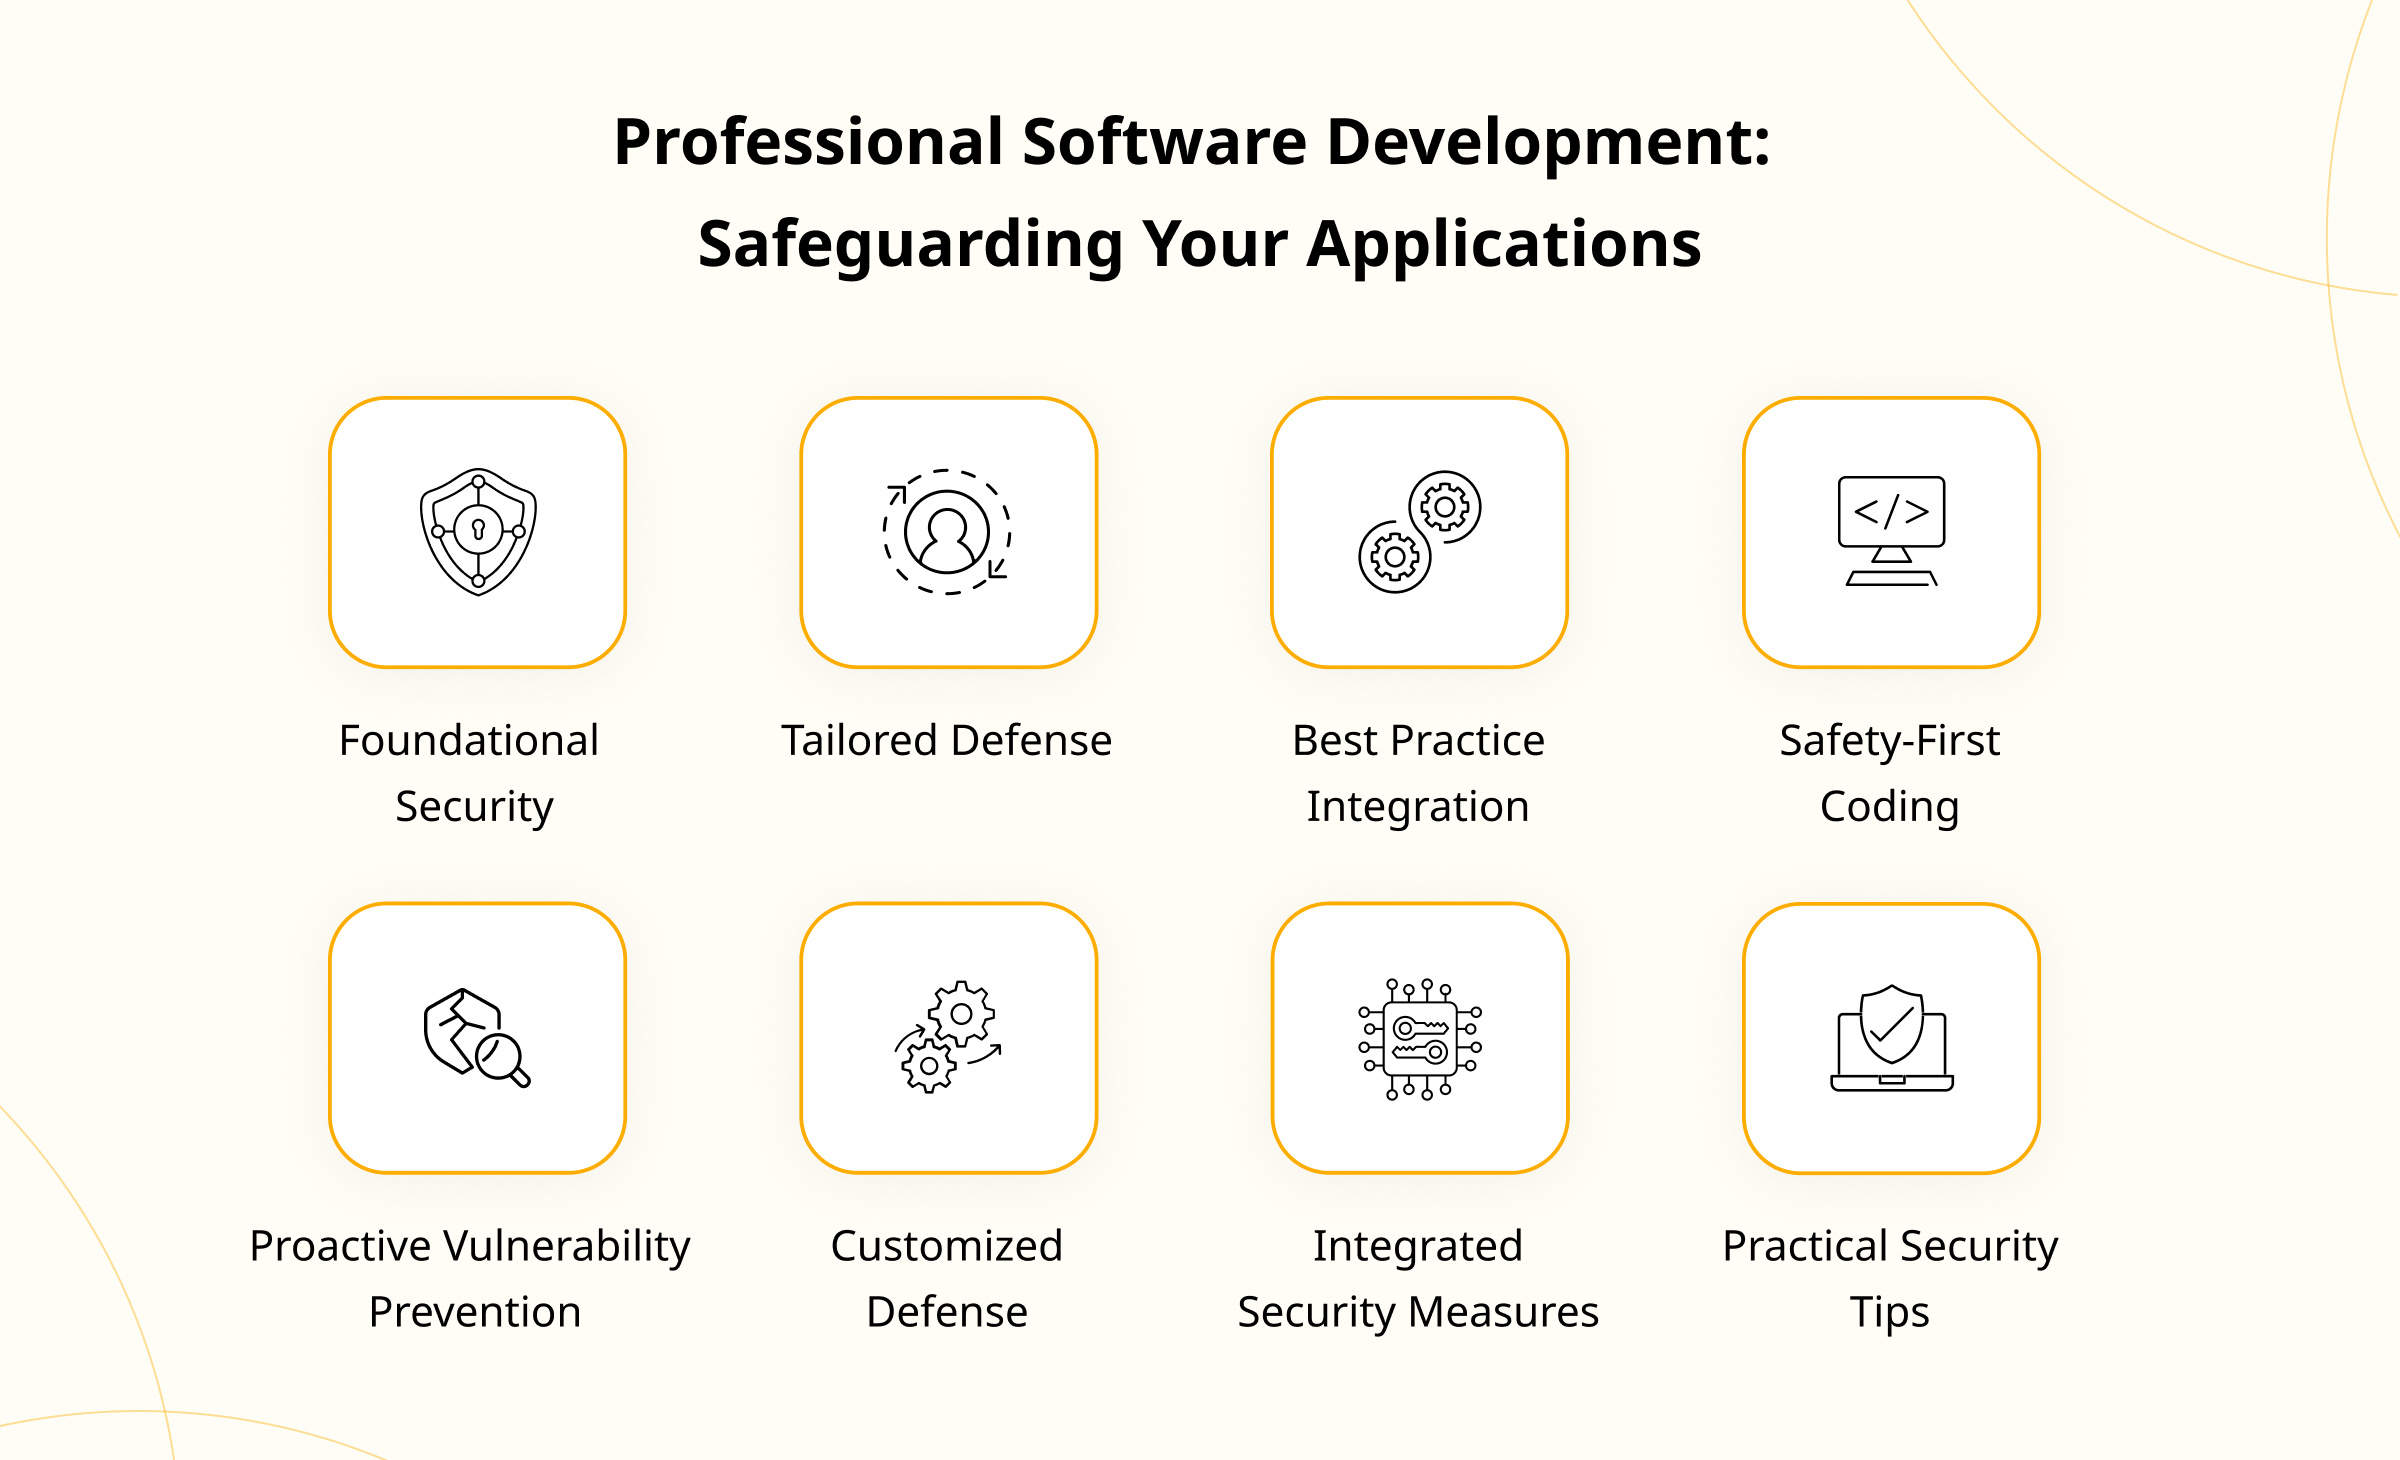 Professional Software Development:
Safeguarding Your Applications
Foundational
Security
Tailored Defense
Best Practice
Integration
Safety-First
Coding
Proactive Vulnerability
Prevention
Customized
Defense
Integrated
Security Measures
Practical Security
Tips